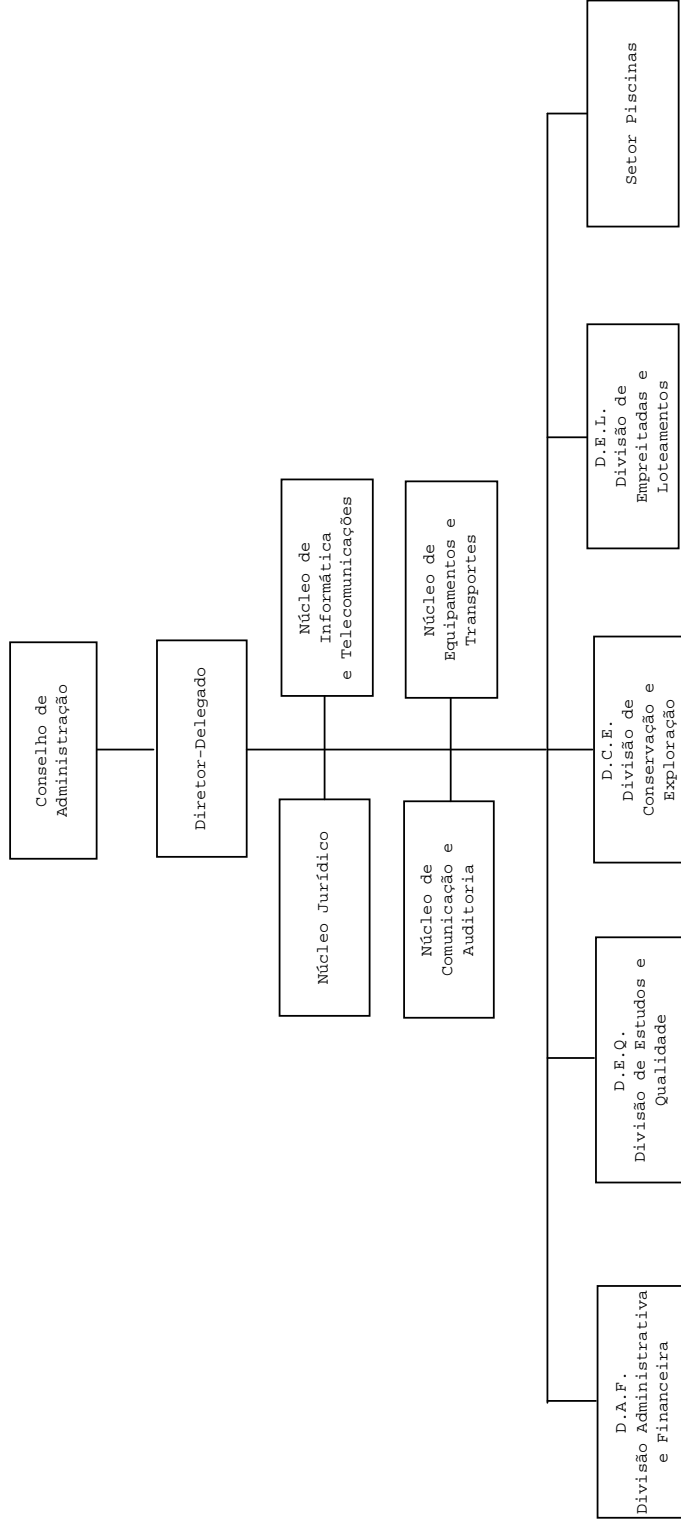 Conselho de
Administração
Diretor-Delegado
Núcleo Jurídico
Núcleo de
Informática
e Telecomunicações
Núcleo de
Comunicação e
Auditoria
Núcleo de
Equipamentos e
Transportes
D.A.F.
Divisão Administrativa
e Financeira
D.E.Q.
Divisão de Estudos e
Qualidade
D.C.E.
Divisão de
Conservação e
Exploração
D.E.L.
Divisão de
Empreitadas e
Loteamentos
Setor Piscinas